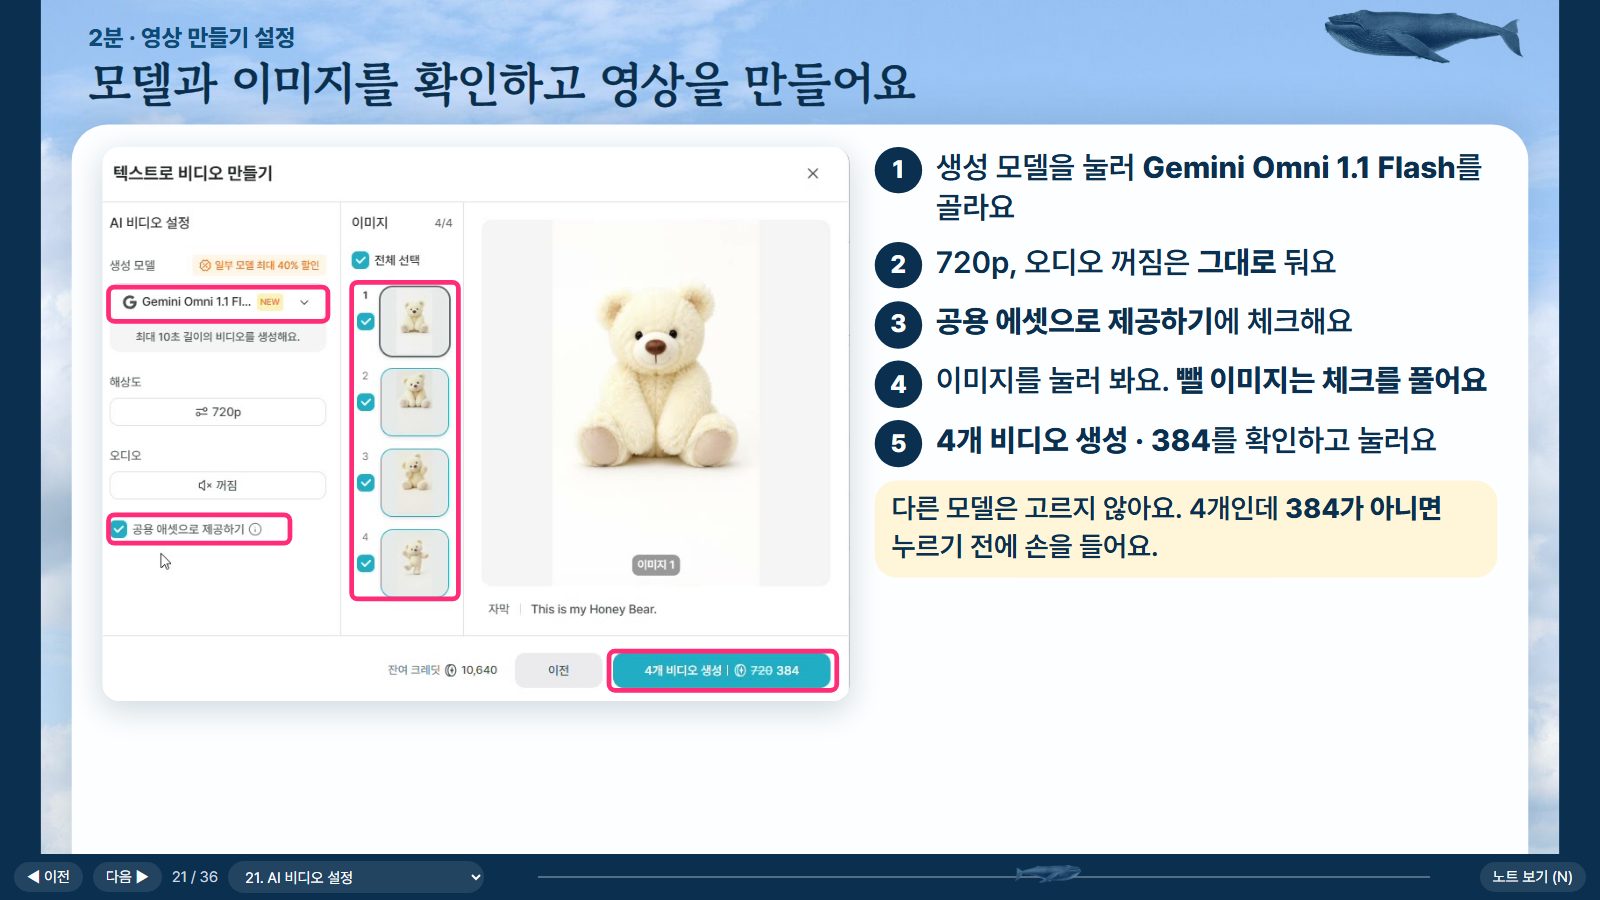 2분 · 영상 만들기 설정
모델과 이미지를 확인하고 영상을 만들어요
텍스트로 비디오 만들기
AI 비디오 설정
생성 모델
일부 모델 최대 40% 할인
Gemini Omni 1.1 Fl... NEW
최대 10초 길이의 비디오를 생성해요.
해상도
720p
오디오
꺼짐
공용 애셋으로 제공하기
이미지 4/4
전체 선택
1
2
3
4
이미지 1
자막 This is my Honey Bear.
잔여 크레딧 10,640
이전
4개 비디오 생성 | 720 384
1 생성 모델을 눌러 Gemini Omni 1.1 Flash를
골라요
2 720p, 오디오 꺼짐은 그대로 둬요
3 공용 에셋으로 제공하기에 체크해요
4 이미지를 눌러 봐요. 뺄 이미지는 체크를 풀어요
5 4개 비디오 생성 · 384를 확인하고 눌러요
다른 모델은 고르지 않아요. 4개인데 384가 아니면
누르기 전에 손을 들어요.
◀ 이전
다음 ▶
21 / 36
21. AI 비디오 설정
노트 보기 (N)